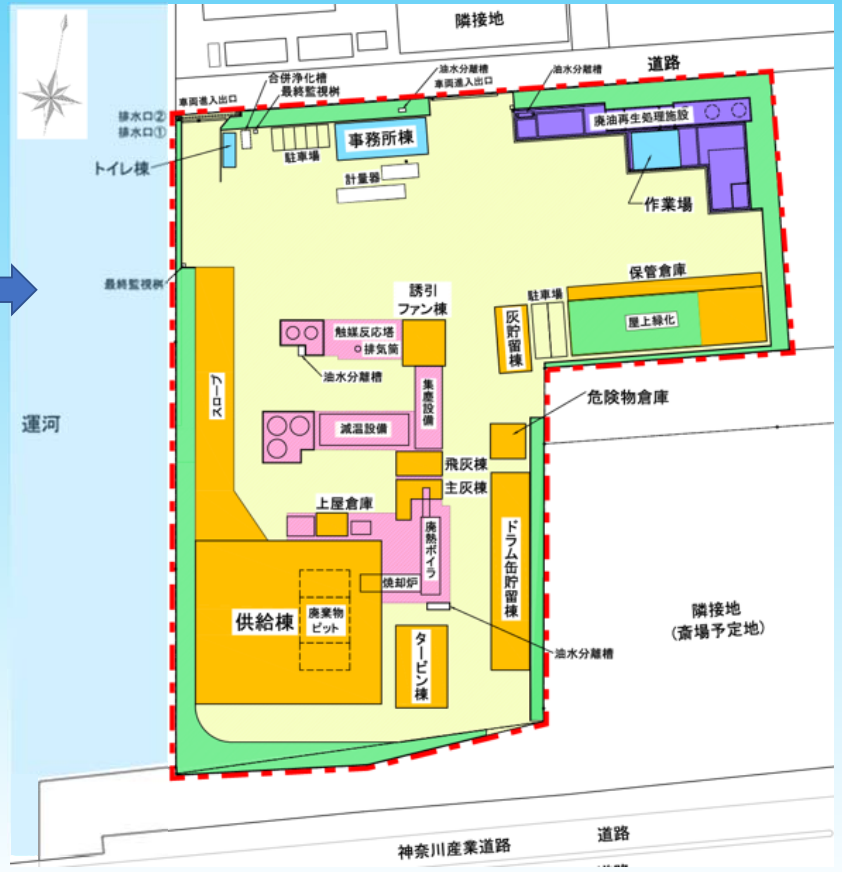 隣接地
道路
合併浄化槽
最終監視桝
油水分離槽
車両進入出口
油水分離槽
車両進入出口
排水口②
排水口①
トイレ棟
駐車場
事務所棟
計量器
廃油再生処理施設
作業場
最終監視桝
誘引
ファン棟
保管倉庫
駐車場
灰貯留棟
屋上緑化
触媒反応塔
排気筒
油水分離槽
スロープ
集塵設備
運河
減温設備
危険物倉庫
飛灰棟
主灰棟
上屋倉庫
廃熱ボイラ
ドラム缶貯留棟
焼却炉
供給棟
廃棄物
ピット
タービン棟
油水分離槽
隣接地
(斎場予定地)
神奈川産業道路
道路